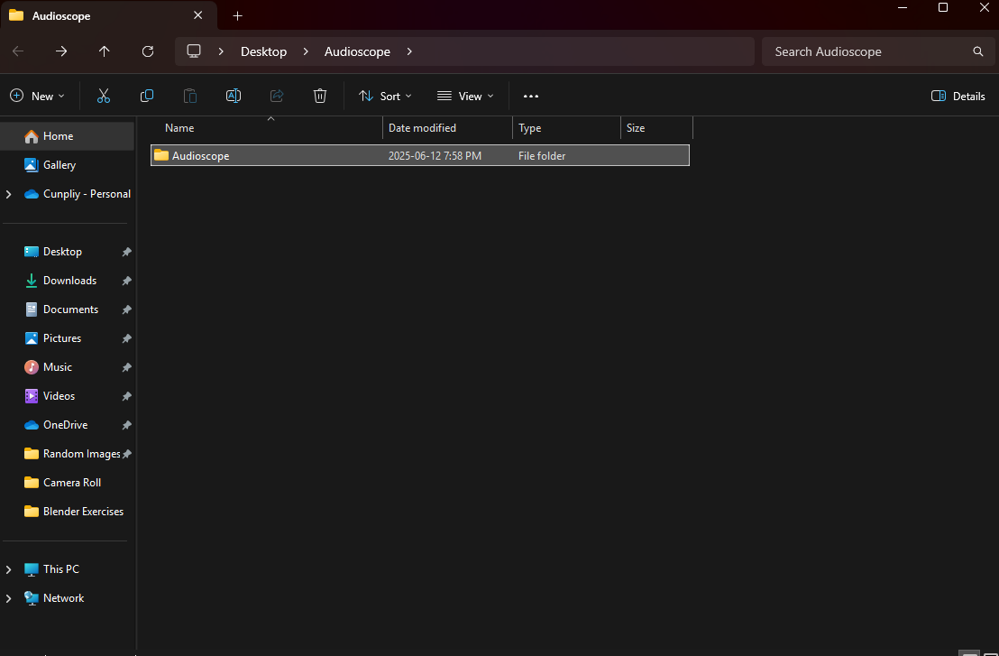 Audioscope
Desktop Audioscope
Search Audioscope
New Sort View Details
Name Date modified Type Size
Audioscope 2025-06-12 7:58 PM File folder
Home
Gallery
Cunpliy - Personal
Desktop
Downloads
Documents
Pictures
Music
Videos
OneDrive
Random Images
Camera Roll
Blender Exercises
This PC
Network